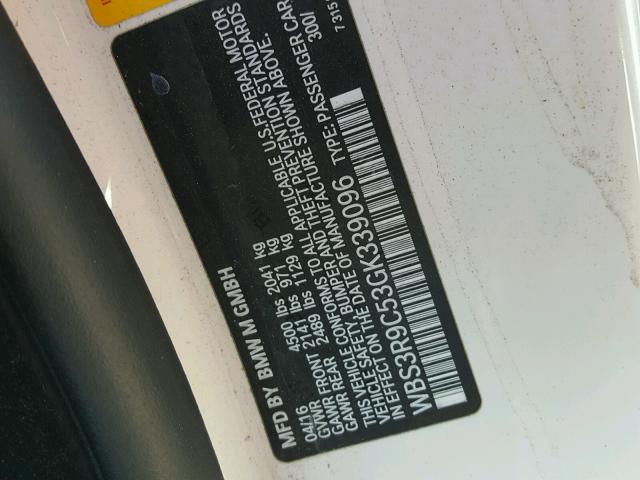 MFD BY BMW M GMBH
04/16
GVWR 4500 lbs 2041 kg
GAWR FRONT 2141 lbs 971 kg
GAWR REAR 2489 lbs 1129 kg
THIS VEHICLE CONFORMS TO ALL APPLICABLE U.S. FEDERAL MOTOR
VEHICLE SAFETY, BUMPER AND THEFT PREVENTION STANDARDS
IN EFFECT ON THE DATE OF MANUFACTURE SHOWN ABOVE.
WBS3R9C53GK339096 TYPE: PASSENGER CAR
300/